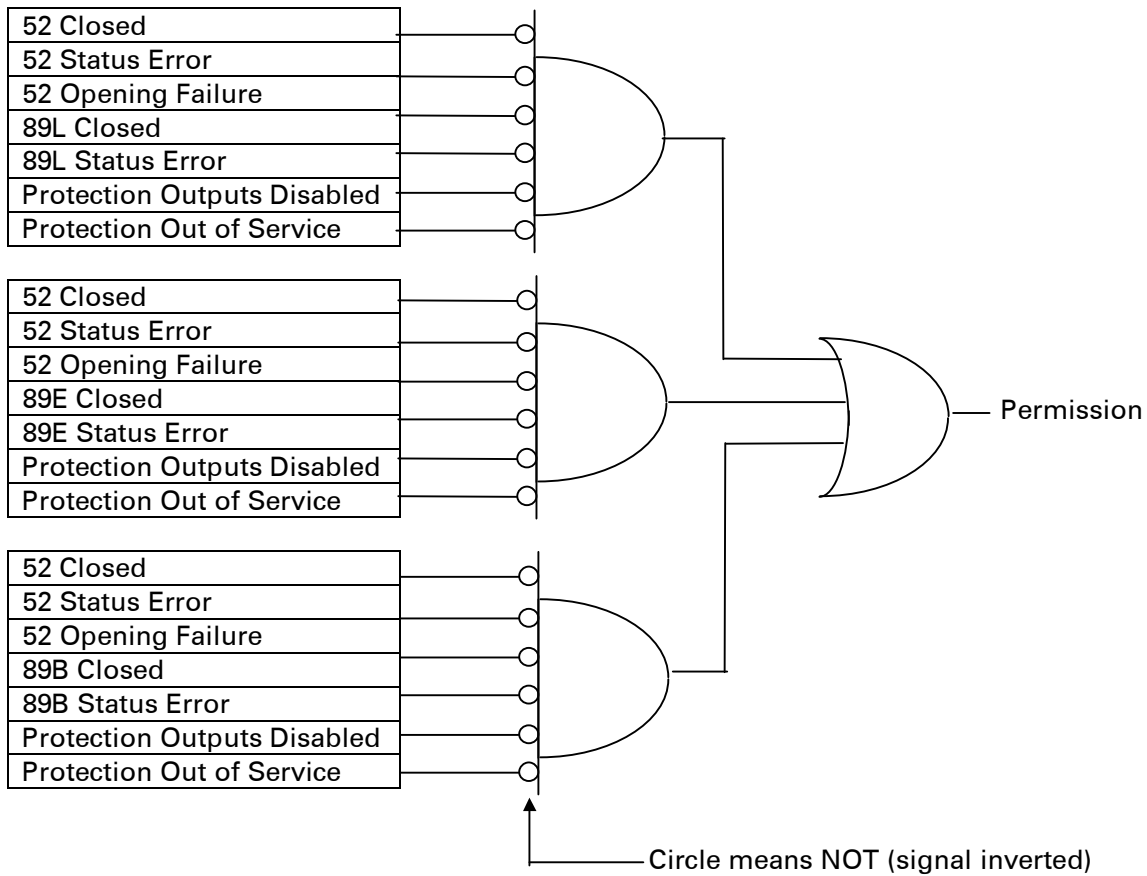 52 Closed
52 Status Error
52 Opening Failure
89L Closed
89L Status Error
Protection Outputs Disabled
Protection Out of Service
52 Closed
52 Status Error
52 Opening Failure
89E Closed
89E Status Error
Protection Outputs Disabled
Protection Out of Service
Permission
52 Closed
52 Status Error
52 Opening Failure
89B Closed
89B Status Error
Protection Outputs Disabled
Protection Out of Service
Circle means NOT (signal inverted)